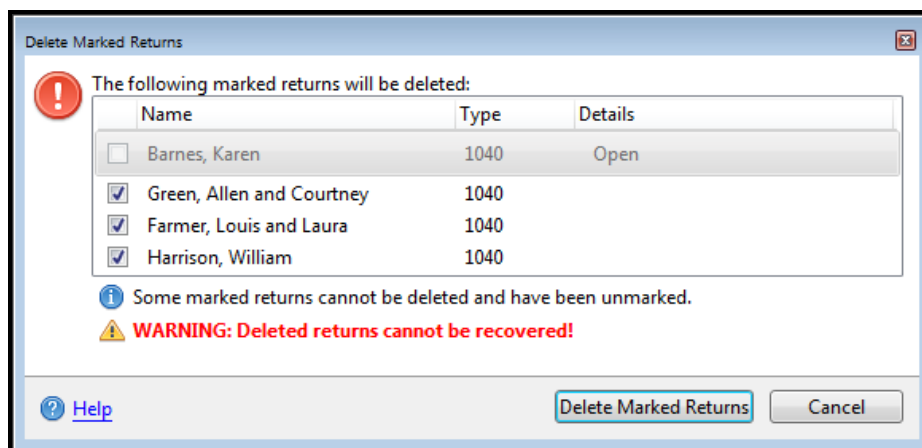 Delete Marked Returns
The following marked returns will be deleted:
Name Type Details
Barnes, Karen 1040 Open
Green, Allen and Courtney 1040
Farmer, Louis and Laura 1040
Harrison, William 1040
Some marked returns cannot be deleted and have been unmarked.
WARNING: Deleted returns cannot be recovered!
Help Delete Marked Returns Cancel